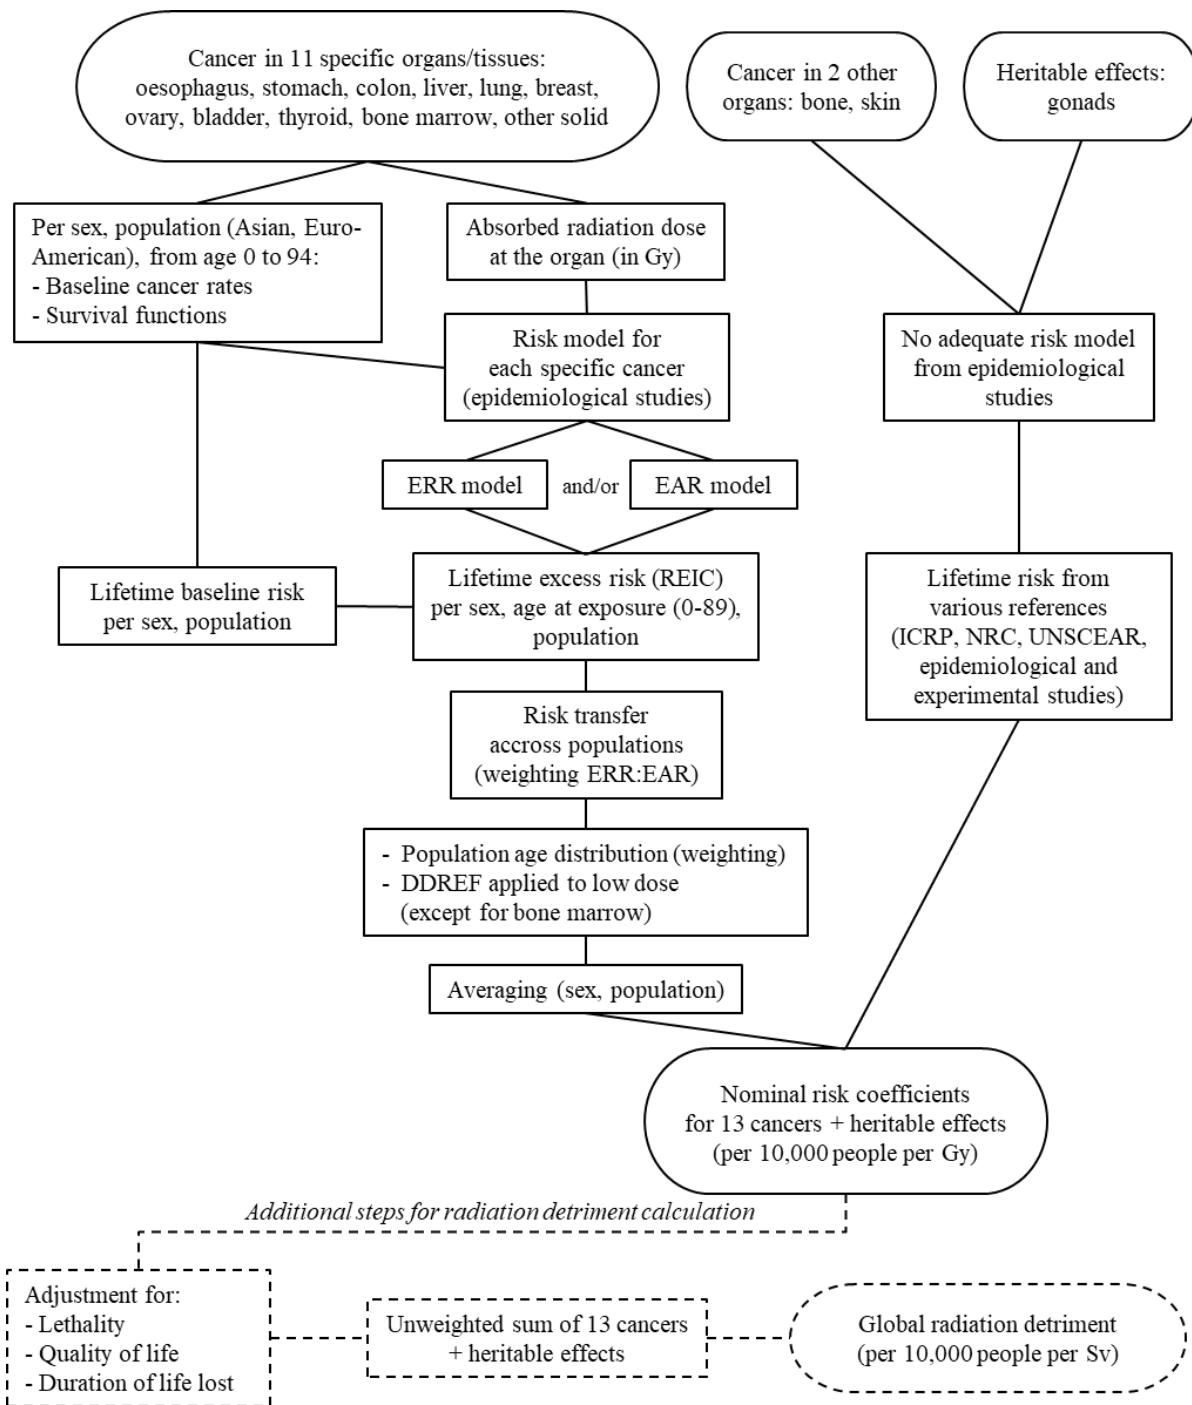 Cancer in 11 specific organs/tissues:
oesophagus, stomach, colon, liver, lung, breast,
ovary, bladder, thyroid, bone marrow, other solid
Cancer in 2 other
organs: bone, skin
Heritable effects:
gonads
Per sex, population (Asian, Euro-
American), from age 0 to 94:
- Baseline cancer rates
- Survival functions
Absorbed radiation dose
at the organ (in Gy)
Risk model for
each specific cancer
(epidemiological studies)
No adequate risk model
from epidemiological
studies
ERR model
and/or
EAR model
Lifetime baseline risk
per sex, population
Lifetime excess risk (REIC)
per sex, age at exposure (0-89),
population
Lifetime risk from
various references
(ICRP, NRC, UNSCEAR,
epidemiological and
experimental studies)
Risk transfer
accross populations
(weighting ERR:EAR)
- Population age distribution (weighting)
- DDREF applied to low dose
(except for bone marrow)
Averaging (sex, population)
Nominal risk coefficients
for 13 cancers + heritable effects
(per 10,000 people per Gy)
Additional steps for radiation detriment calculation
Adjustment for:
- Lethality
- Quality of life
- Duration of life lost
Unweighted sum of 13 cancers
+ heritable effects
Global radiation detriment
(per 10,000 people per Sv)